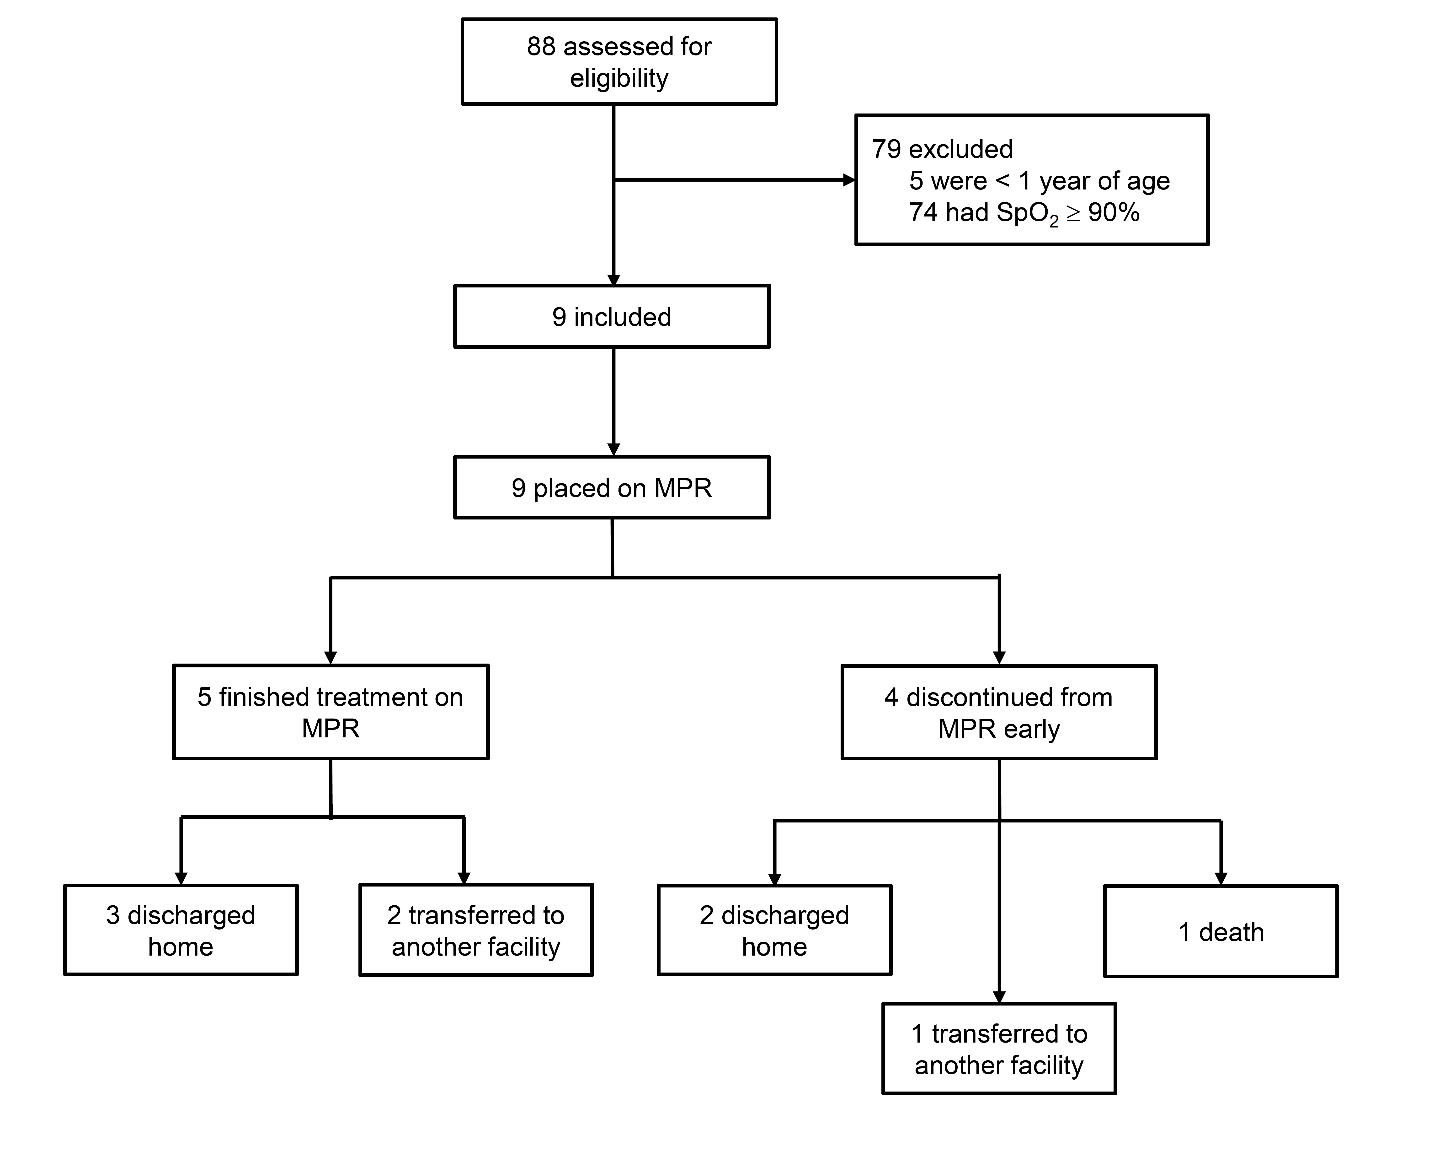 88 assessed for
eligibility
79 excluded
5 were < 1 year of age
74 had SpO₂ ≥ 90%
9 included
9 placed on MPR
5 finished treatment on
MPR
4 discontinued from
MPR early
3 discharged
home
2 transferred to
another facility
2 discharged
home
1 death
1 transferred to
another facility